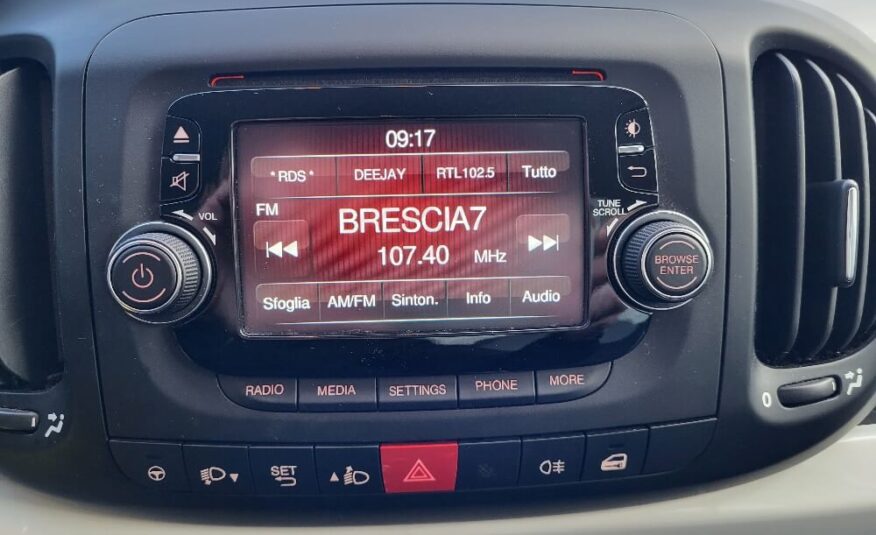 09:17
*RDS* DEEJAY RTL102.5 Tutto
FM
BRESCIA7
107.40 MHz
Sfoglia AM/FM Sinton. Info Audio
VOL
TUNE
SCROLL
BROWSE
ENTER
RADIO MEDIA SETTINGS PHONE MORE
SET
0